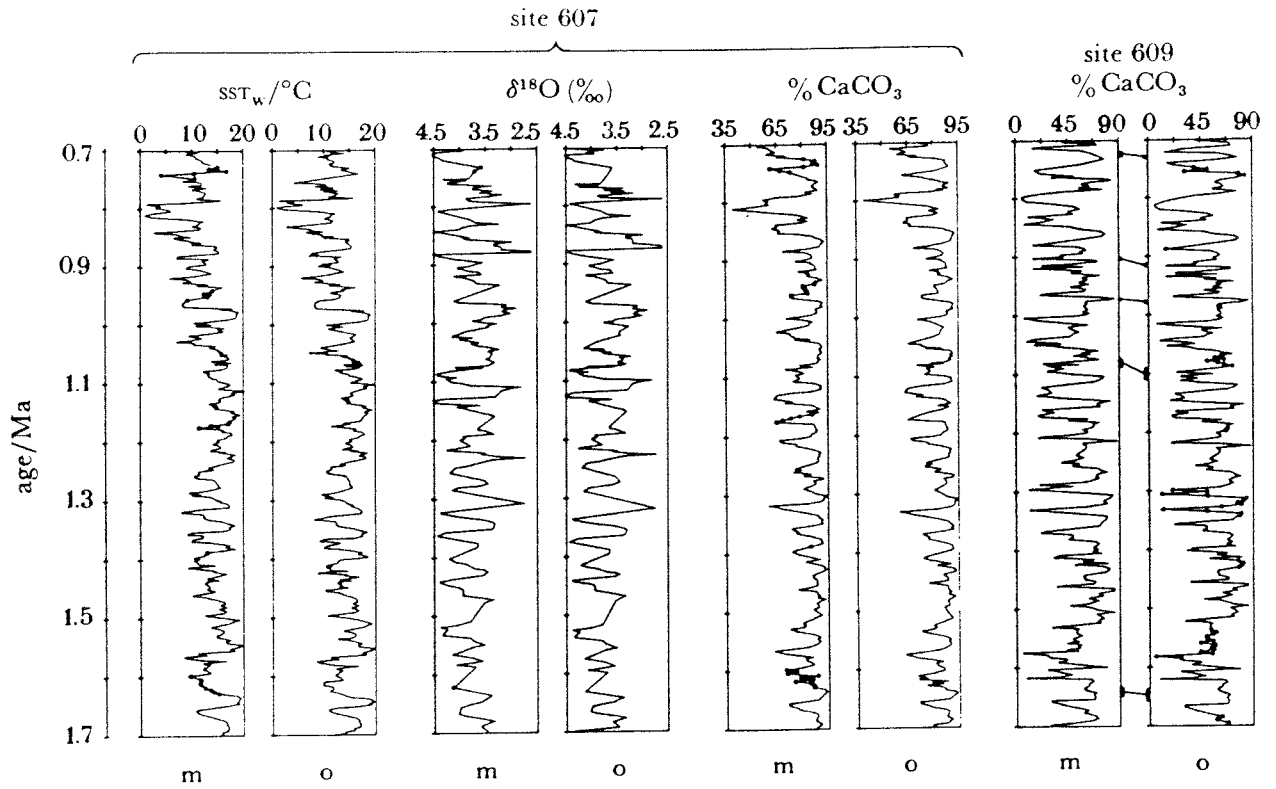 site 607
site 609
SST_w/°C
δ¹⁸O (‰)
% CaCO₃
% CaCO₃
0 10 20 0 10 20 4.5 3.5 2.5 4.5 3.5 2.5 35 65 95 35 65 95 0 45 90 0 45 90
0.7
0.9
1.1
1.3
1.5
1.7
age/Ma
m o m o m o m o